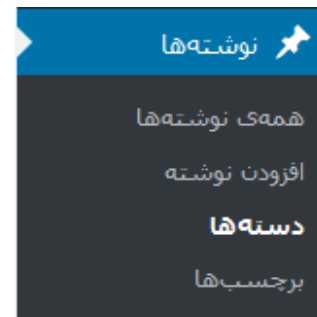 نوشته‌ها
همه‌ی نوشته‌ها
افزودن نوشته
دسته‌ها
برچسب‌ها